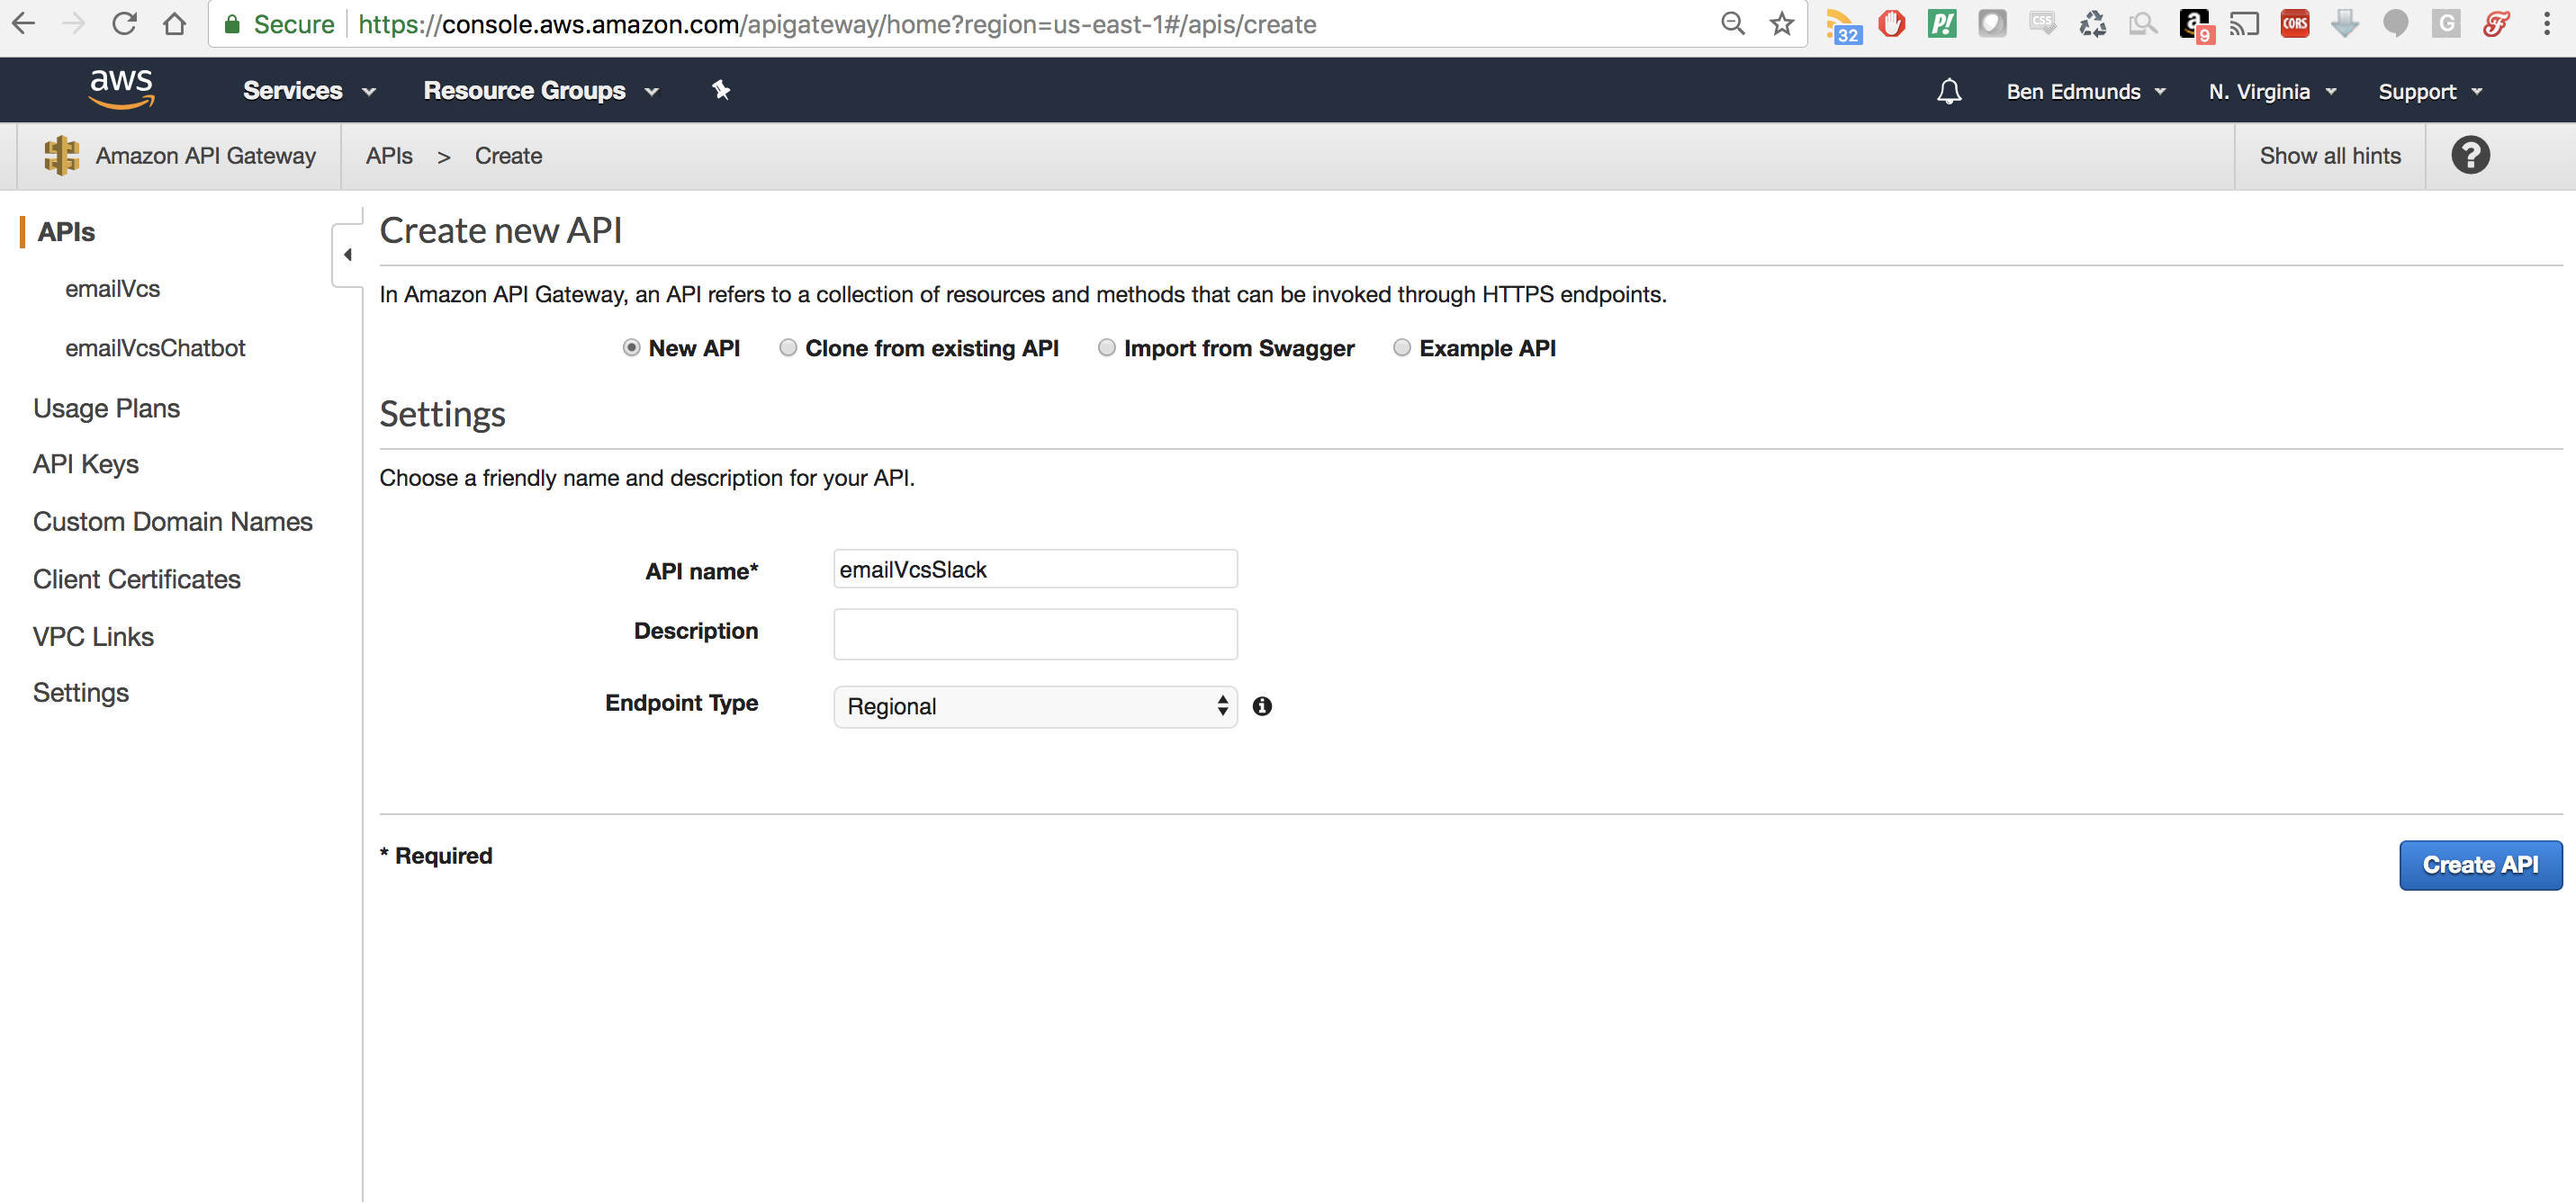 Secure https://console.aws.amazon.com/apigateway/home?region=us-east-1#/apis/create 32 P! CSS a 9 CORS G F
aws Services Resource Groups Ben Edmunds N. Virginia Support
Amazon API Gateway APIs > Create Show all hints ?
APIs
emailVcs
emailVcsChatbot
Usage Plans
API Keys
Custom Domain Names
Client Certificates
VPC Links
Settings
Create new API
In Amazon API Gateway, an API refers to a collection of resources and methods that can be invoked through HTTPS endpoints.
New API Clone from existing API Import from Swagger Example API
Settings
Choose a friendly name and description for your API.
API name* emailVcsSlack
Description
Endpoint Type Regional
* Required
Create API